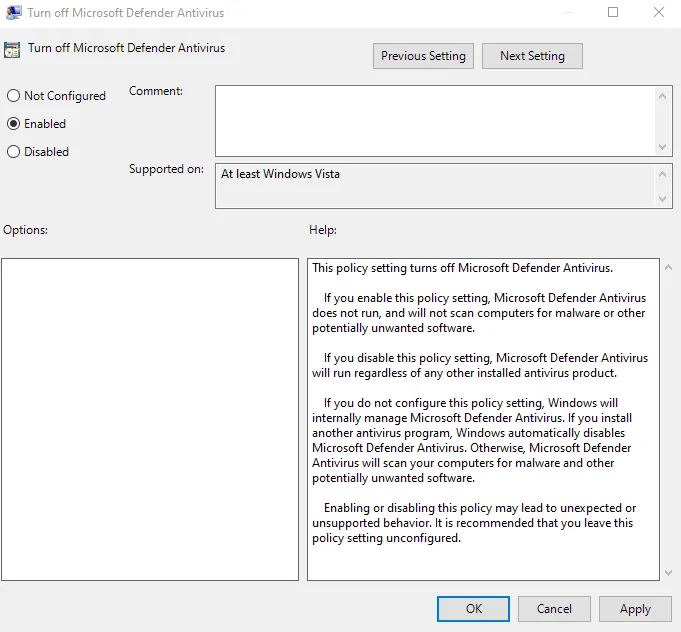 Turn off Microsoft Defender Antivirus
Turn off Microsoft Defender Antivirus
Previous Setting
Next Setting
Not Configured
Enabled
Disabled
Comment:
Supported on:
At least Windows Vista
Options:
Help:
This policy setting turns off Microsoft Defender Antivirus.
If you enable this policy setting, Microsoft Defender Antivirus
does not run, and will not scan computers for malware or other
potentially unwanted software.
If you disable this policy setting, Microsoft Defender Antivirus
will run regardless of any other installed antivirus product.
If you do not configure this policy setting, Windows will
internally manage Microsoft Defender Antivirus. If you install
another antivirus program, Windows automatically disables
Microsoft Defender Antivirus. Otherwise, Microsoft Defender
Antivirus will scan your computers for malware and other
potentially unwanted software.
Enabling or disabling this policy may lead to unexpected or
unsupported behavior. It is recommended that you leave this
policy setting unconfigured.
OK
Cancel
Apply